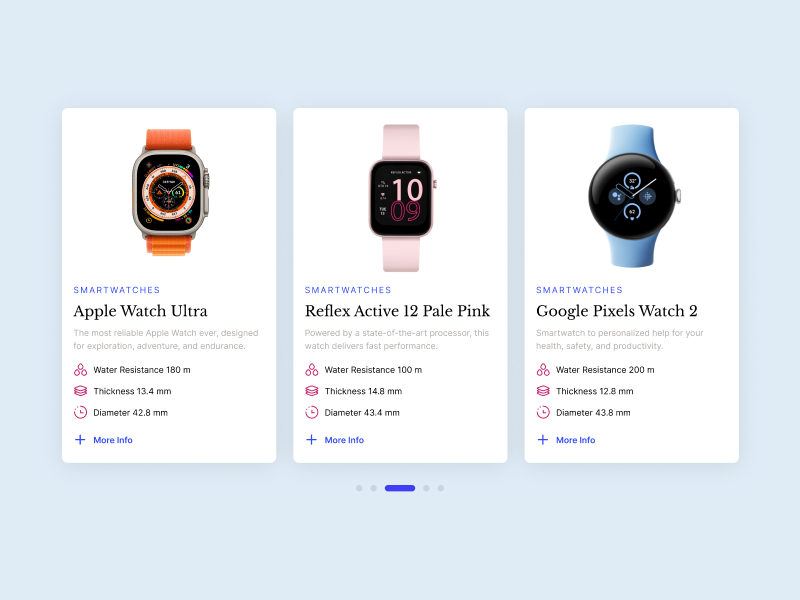 10
09
TUE
12
SMARTWATCHES
Apple Watch Ultra
The most reliable Apple Watch ever, designed
for exploration, adventure, and endurance.
Water Resistance 180 m
Thickness 13.4 mm
Diameter 42.8 mm
More Info
SMARTWATCHES
Reflex Active 12 Pale Pink
Powered by a state-of-the-art processor, this
watch delivers fast performance.
Water Resistance 100 m
Thickness 14.8 mm
Diameter 43.4 mm
More Info
32°
62
SMARTWATCHES
Google Pixels Watch 2
Smartwatch to personalized help for your
health, safety, and productivity.
Water Resistance 200 m
Thickness 12.8 mm
Diameter 43.8 mm
More Info